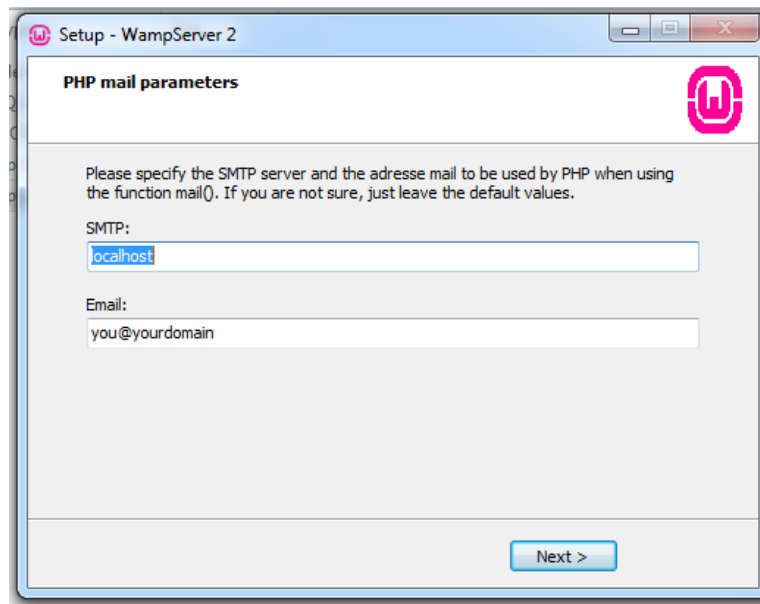 Setup - WampServer 2
PHP mail parameters
Please specify the SMTP server and the adresse mail to be used by PHP when using
the function mail(). If you are not sure, just leave the default values.
SMTP:
localhost
Email:
you@yourdomain
Next >